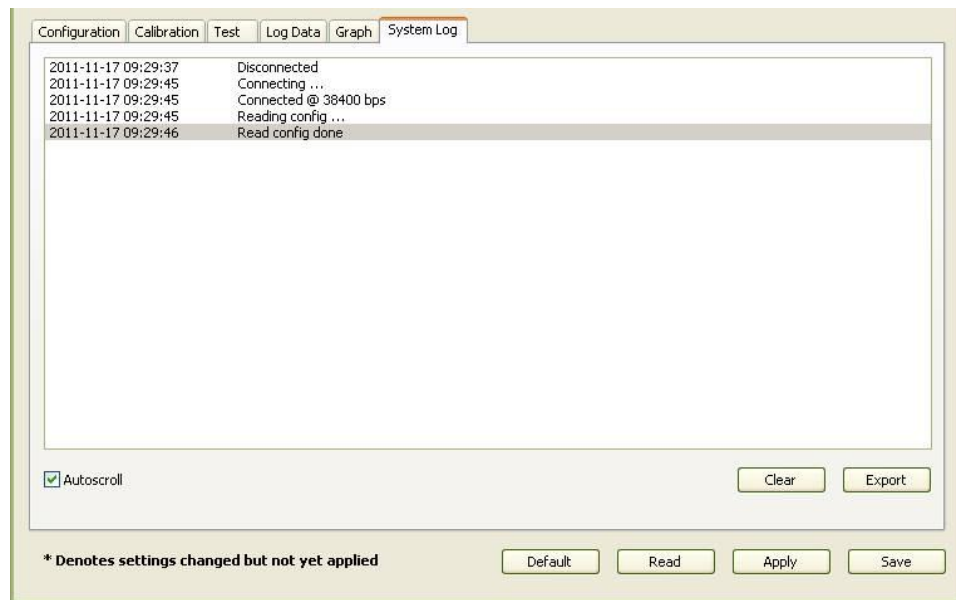 Configuration Calibration Test Log Data Graph System Log
2011-11-17 09:29:37 Disconnected
2011-11-17 09:29:45 Connecting ...
2011-11-17 09:29:45 Connected @ 38400 bps
2011-11-17 09:29:45 Reading config ...
2011-11-17 09:29:46 Read config done
Autoscroll Clear Export
* Denotes settings changed but not yet applied Default Read Apply Save